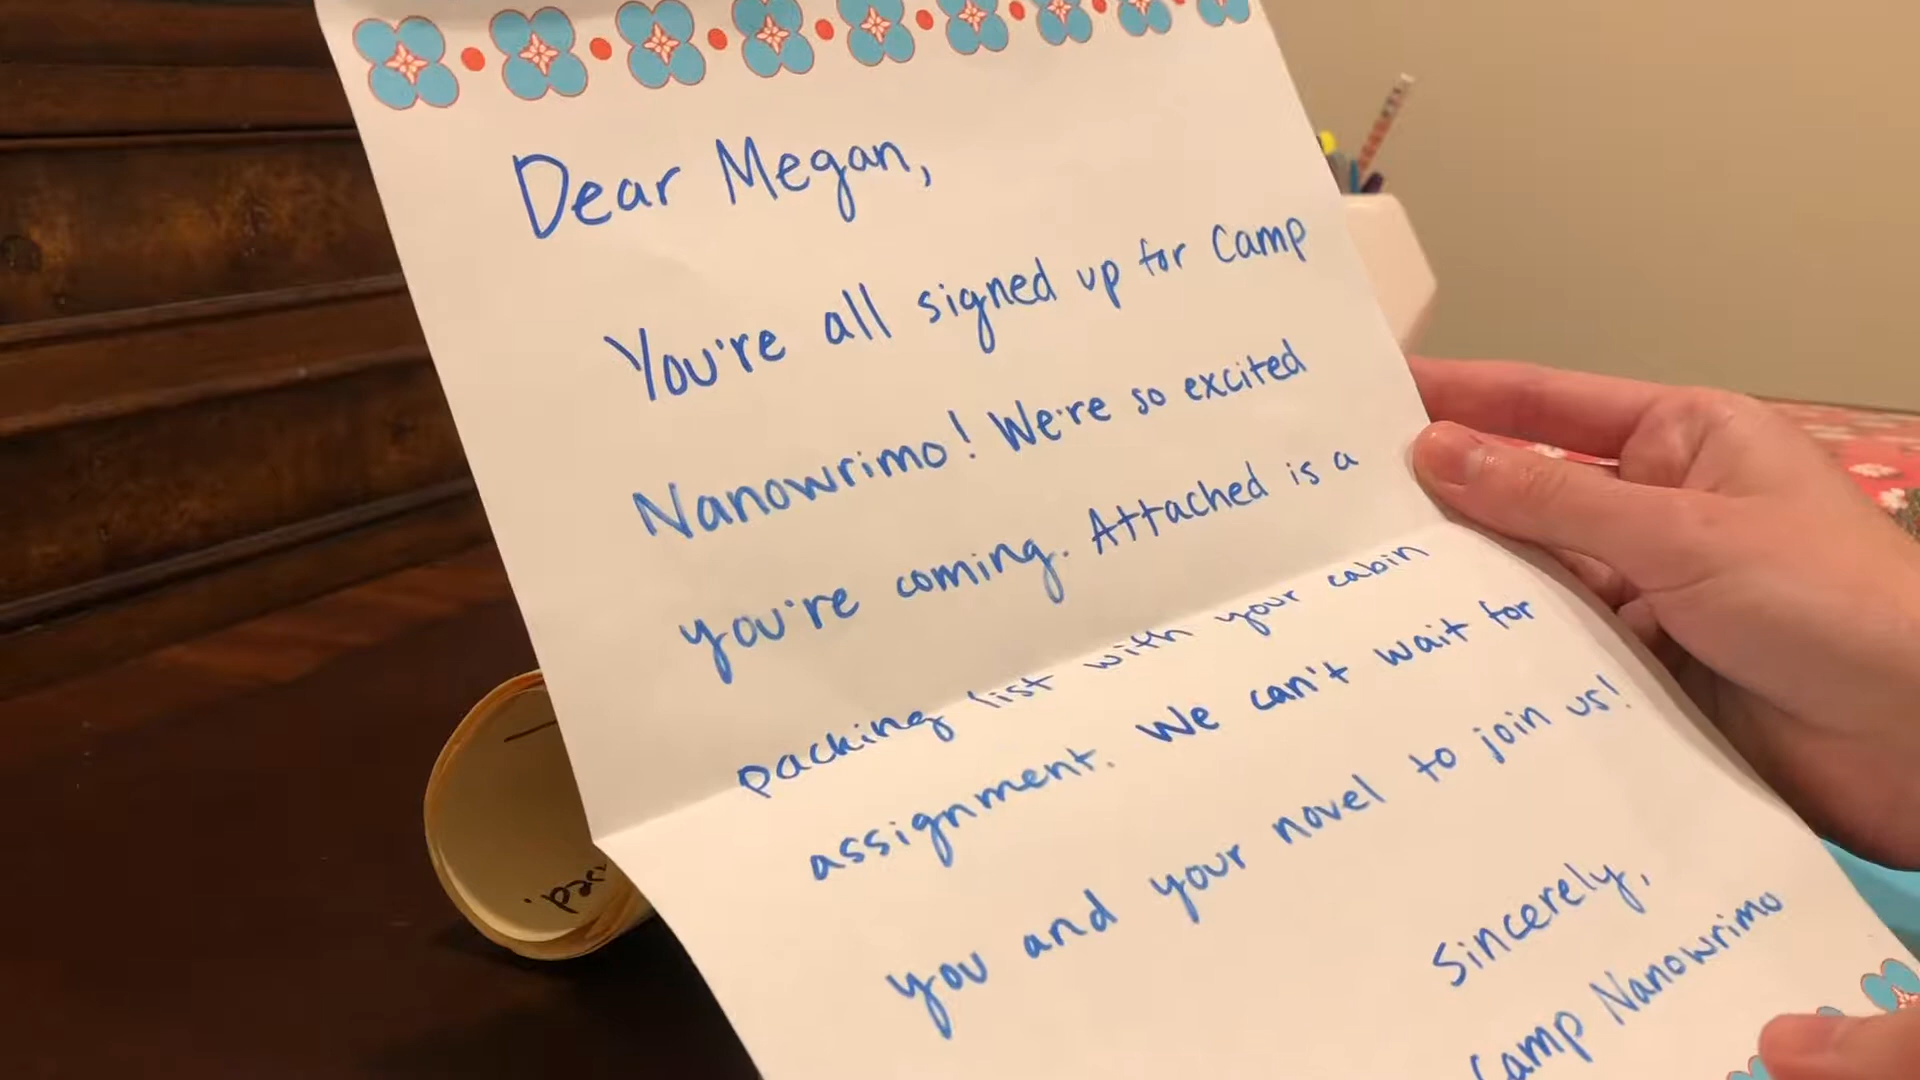 Dear Megan,
You're all signed up for Camp
Nanowrimo! We're so excited
you're coming. Attached is a
packing list with your cabin
assignment. We can't wait for
you and your novel to join us!
Sincerely,
Camp Nanowrimo